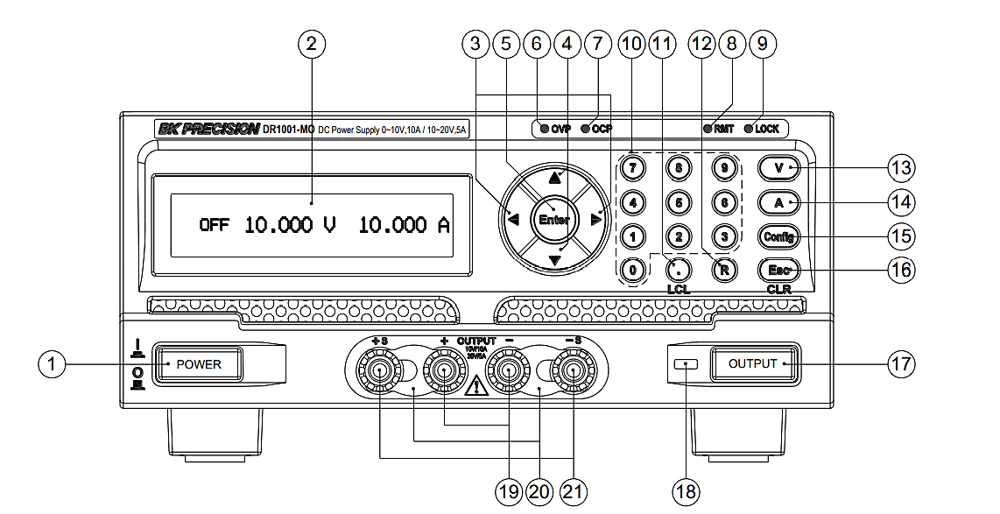 2 3 5 6 4 7 10 11 12 8 9
BK PRECISION DR1001-MO DC Power Supply 0~10V,10A / 10~20V,5A
OVP OCP RMT LOCK
7 8 9 V 13
4 5 6 A 14
OFF 10.000 V 10.000 A
Enter
1 2 3 Config 15
0 . R Esc 16
LCL CLR
+S + OUTPUT - -S
10V/10A
20V/5A
1 POWER
I
O
OUTPUT 17
19 20 21 18